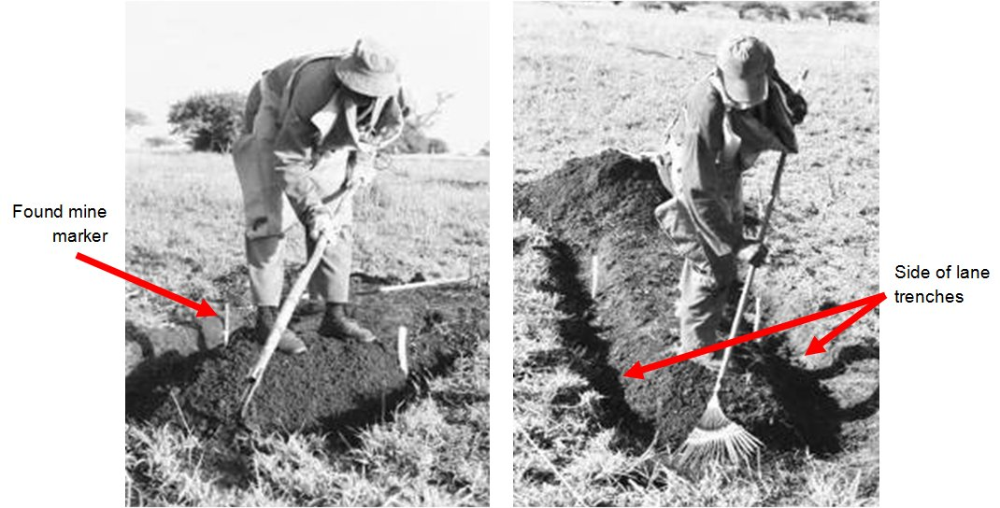 Found mine
marker
Side of lane
trenches